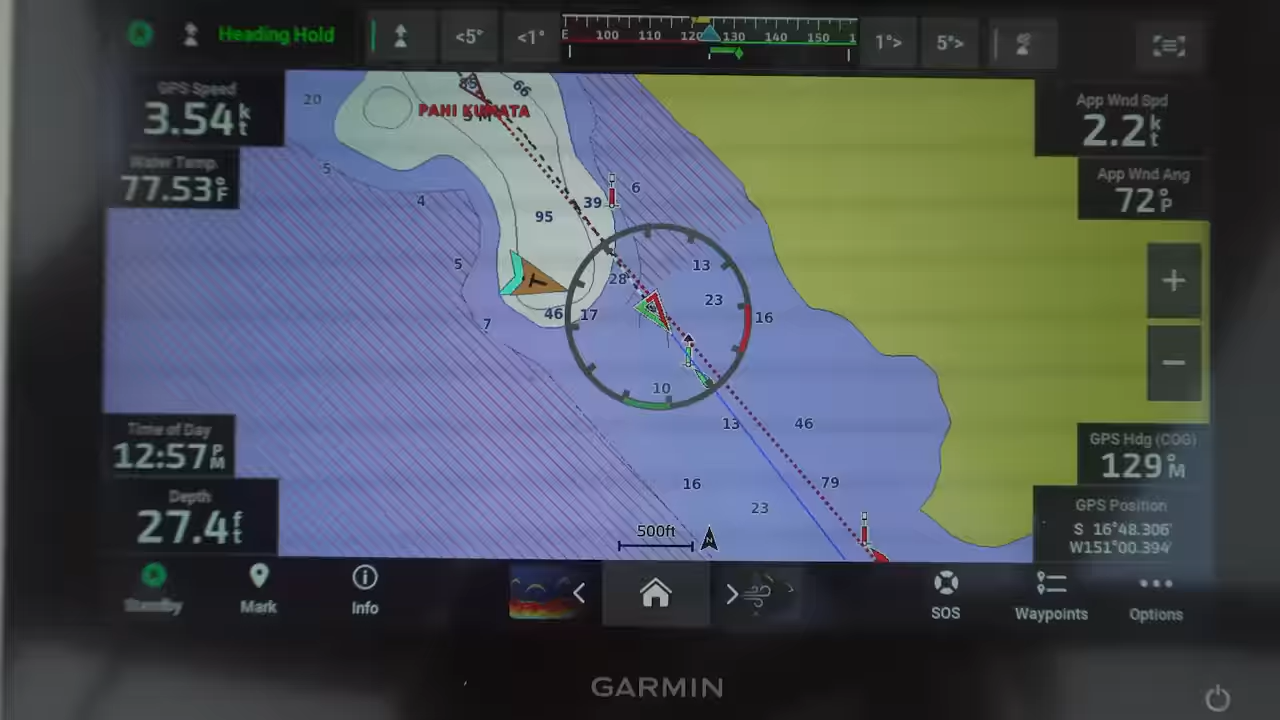 Heading Hold
<5°
<1°
E 100 110 120 130 140 150 1
1°>
5°>
GPS Speed
3.54 kt
Water Temp.
77.53°F
App Wnd Spd
2.2 kt
App Wnd Ang
72°P
20
66
PAHI KUMATA
5
4
6
39
95
5
13
28
23
46
17
16
7
10
13
46
16
79
23
500ft
N
Time of Day
12:57 PM
Depth
27.4 ft
GPS Hdg (COG)
129°M
GPS Position
S 16°48.306'
W151°00.394'
Standby
Mark
Info
SOS
Waypoints
Options
GARMIN